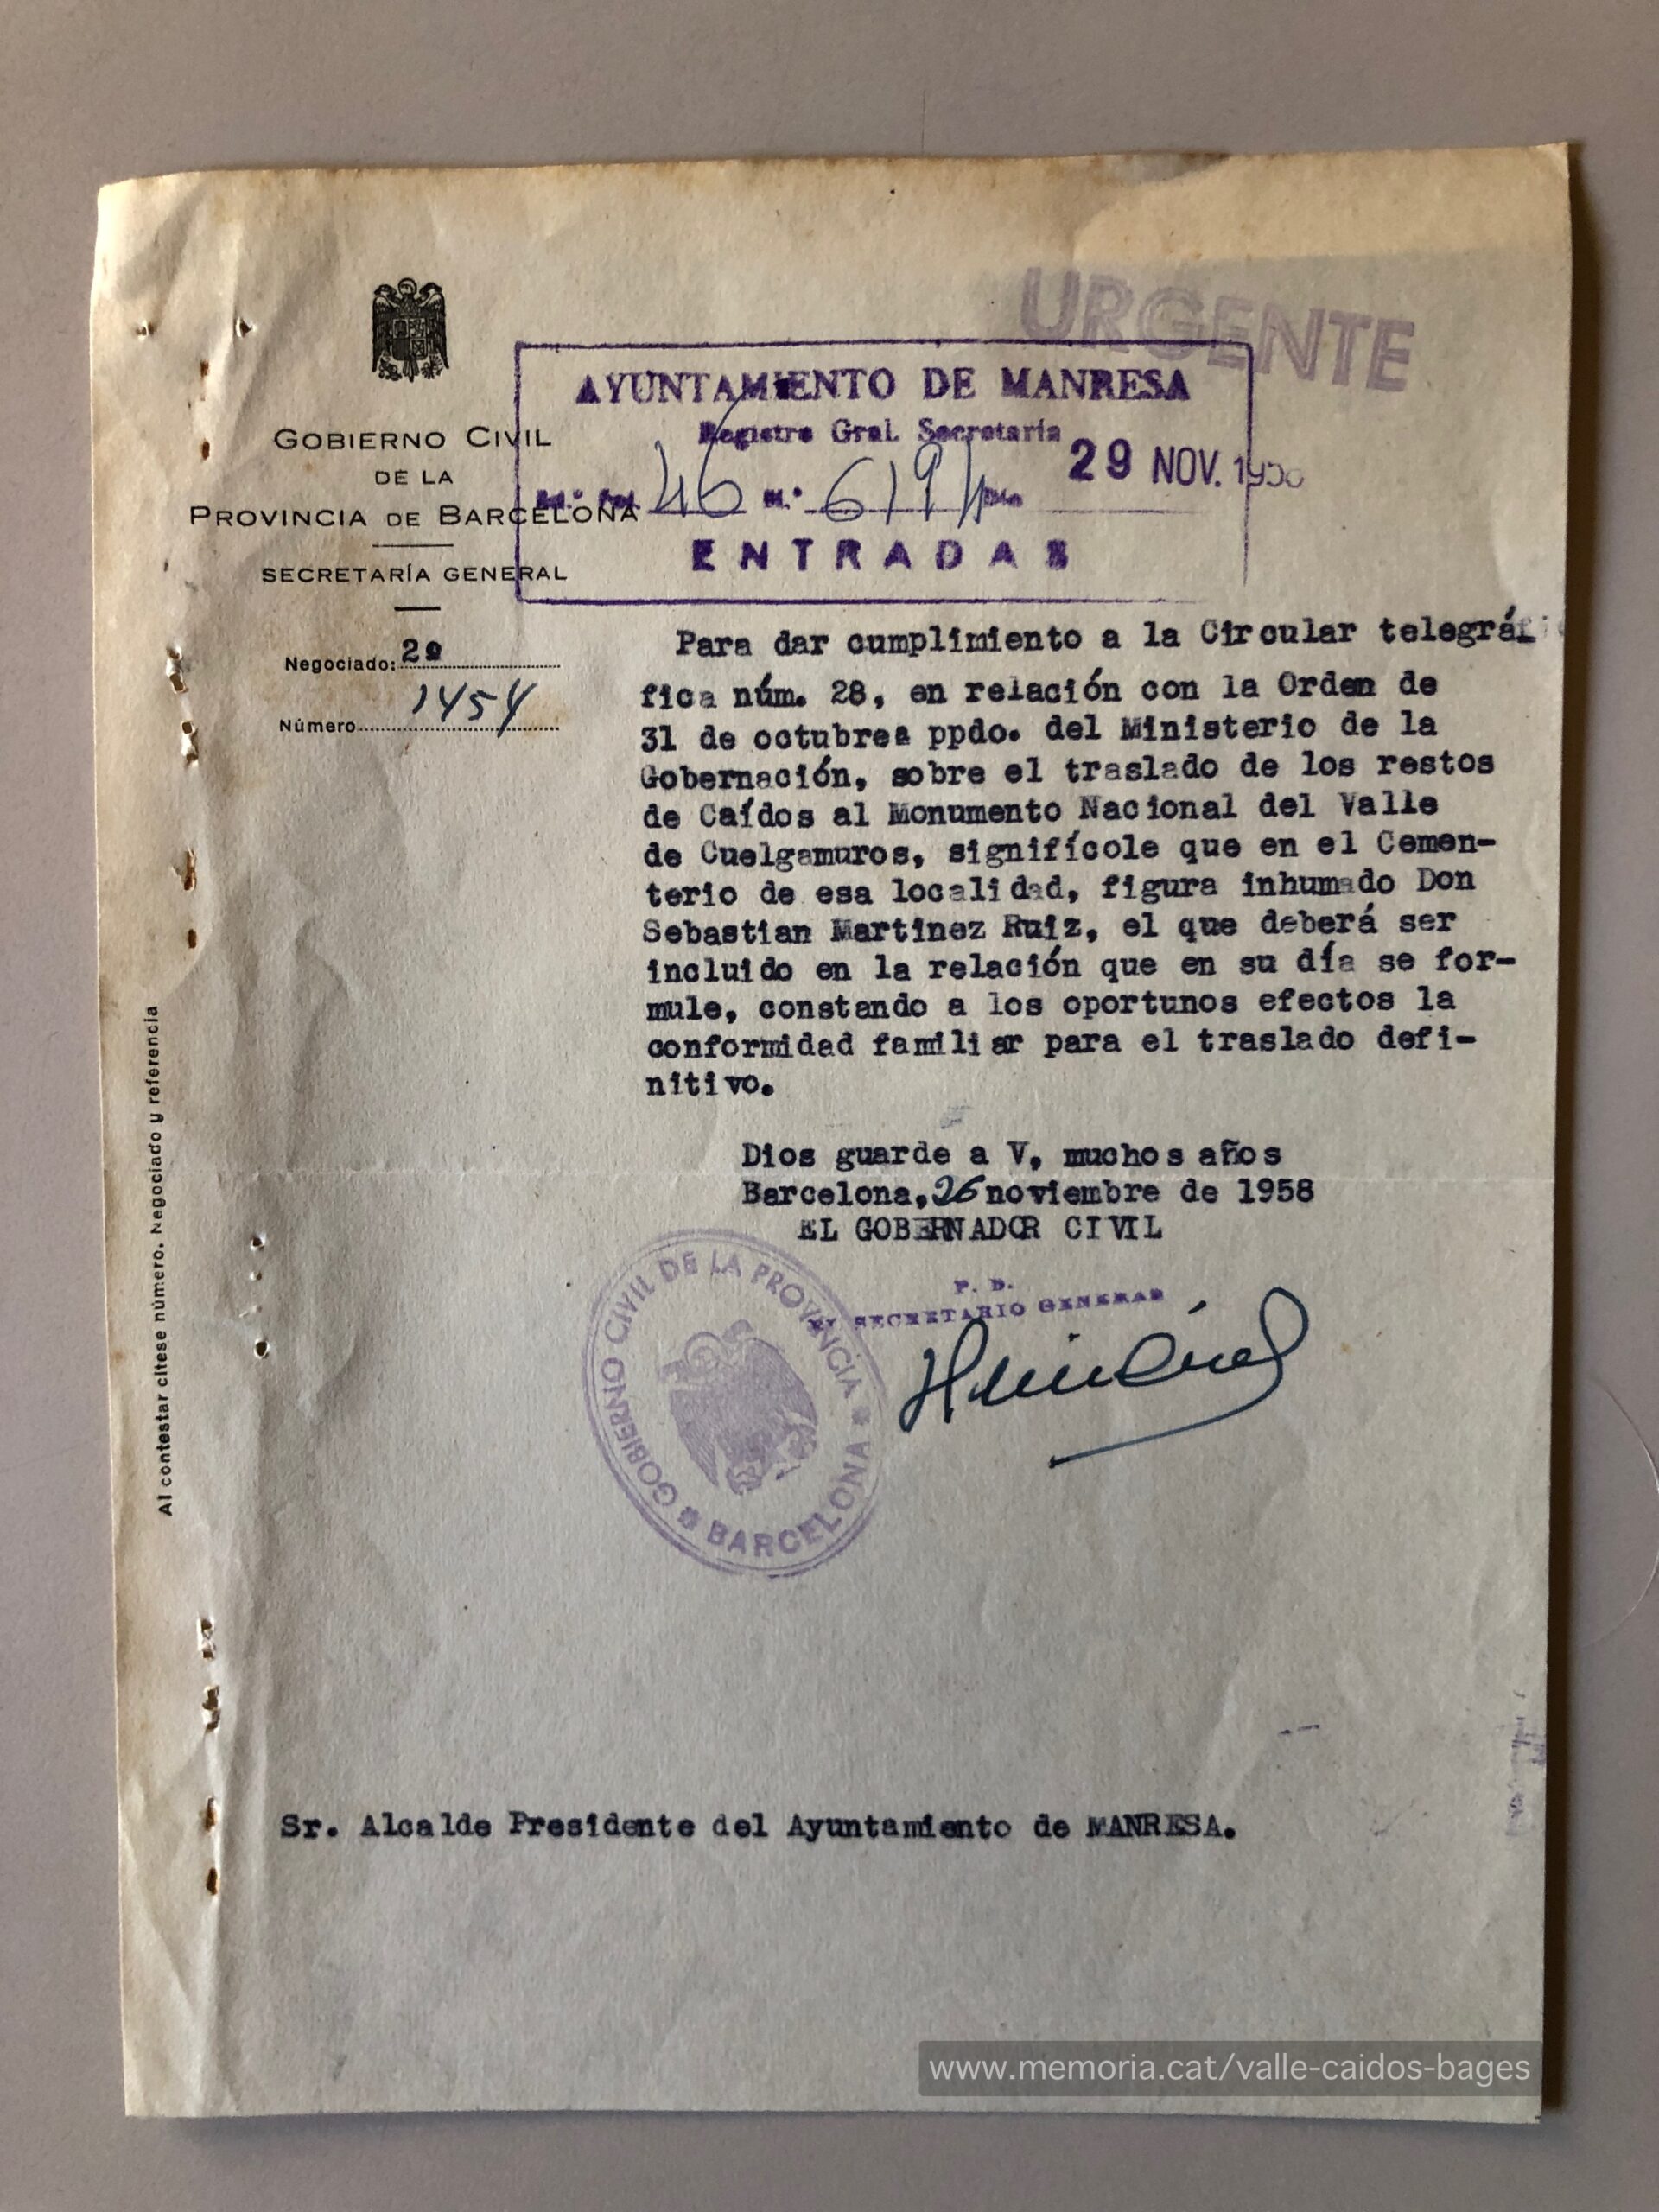 URGENTE
AYUNTAMIENTO DE MANRESA
Registro Gral. Secretaría
46 n.° 6194 Día 29 NOV. 1958
ENTRADAS
GOBIERNO CIVIL
DE LA
PROVINCIA DE BARCELONA
SECRETARÍA GENERAL
Negociado: 2º
Número 1454
Para dar cumplimiento a la Circular telegrá
fica núm. 28, en relación con la Orden de
31 de octubre ppdo. del Ministerio de la
Gobernación, sobre el traslado de los restos
de Caídos al Monumento Nacional del Valle
de Cuelgamuros, signifícole que en el Cemen-
terio de esa localidad, figura inhumado Don
Sebastian Martinez Ruiz, el que deberá ser
incluido en la relación que en su día se for-
mule, constando a los oportunos efectos la
conformidad familiar para el traslado defi-
nitivo.
Dios guarde a V, muchos años
Barcelona, 26 noviembre de 1958
EL GOBERNADOR CIVIL
P. D.
EL SECRETARIO GENERAL
GOBIERNO CIVIL DE LA PROVINCIA * BARCELONA *
Al contestar cítese número, Negociado y referencia
Sr. Alcalde Presidente del Ayuntamiento de MANRESA.
www.memoria.cat/valle-caidos-bages